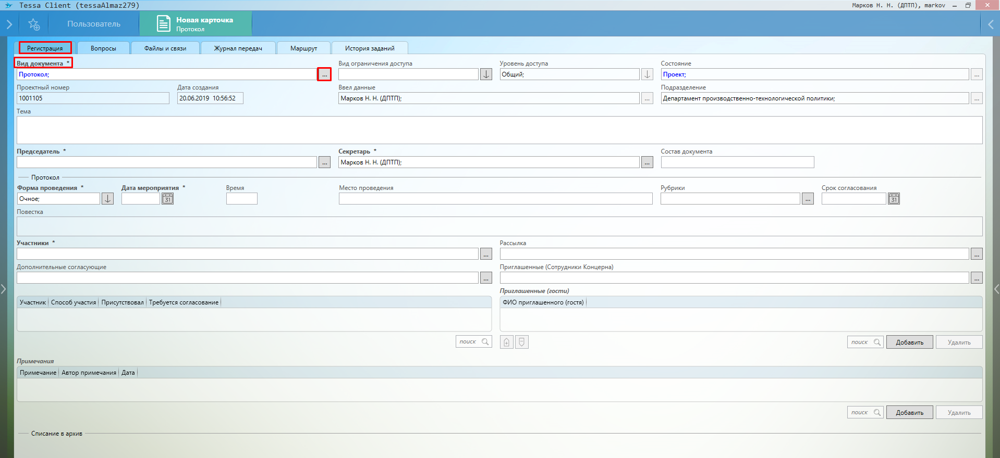 Tessa Client (tessaAlmaz279)
Марков Н. Н. (ДПТП), markov
Пользователь
Новая карточка
Протокол
Регистрация
Вопросы
Файлы и связи
Журнал передач
Маршрут
История заданий
Вид документа *
Вид ограничения доступа
Уровень доступа
Состояние
Протокол;
...
Общий;
Проект;
...
Проектный номер
Дата создания
Ввел данные
Подразделение
1001105
20.06.2019 10:56:52
Марков Н. Н. (ДПТП);
...
Департамент производственно-технологической политики;
...
Тема
Председатель *
Секретарь *
Состав документа
...
Марков Н. Н. (ДПТП);
...
Протокол
Форма проведения *
Дата мероприятия *
Время
Место проведения
Рубрики
Срок согласования
Очное;
31
...
31
Повестка
Участники *
Рассылка
...
...
Дополнительные согласующие
Приглашенные (Сотрудники Концерна)
...
...
Приглашенные (гости)
Участник
Способ участия
Присутствовал
Требуется согласование
ФИО приглашенного (гостя)
поиск
поиск
Добавить
Удалить
Примечания
Примечание
Автор примечания
Дата
поиск
Добавить
Удалить
Списание в архив